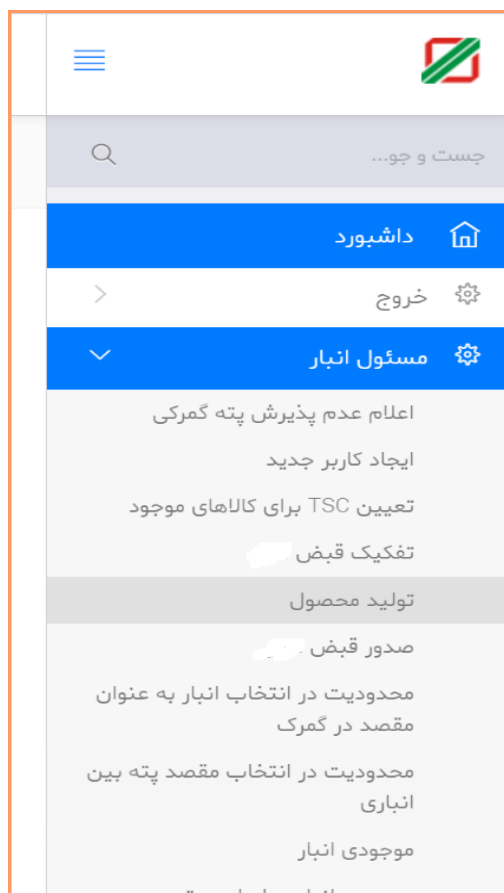 جست و جو...
داشبورد
خروج
مسئول انبار
اعلام عدم پذیرش پته گمرکی
ایجاد کاربر جدید
تعیین TSC برای کالاهای موجود
تفکیک قبض
تولید محصول
صدور قبض
محدودیت در انتخاب انبار به عنوان
مقصد در گمرک
محدودیت در انتخاب مقصد پته بین
انباری
موجودی انبار